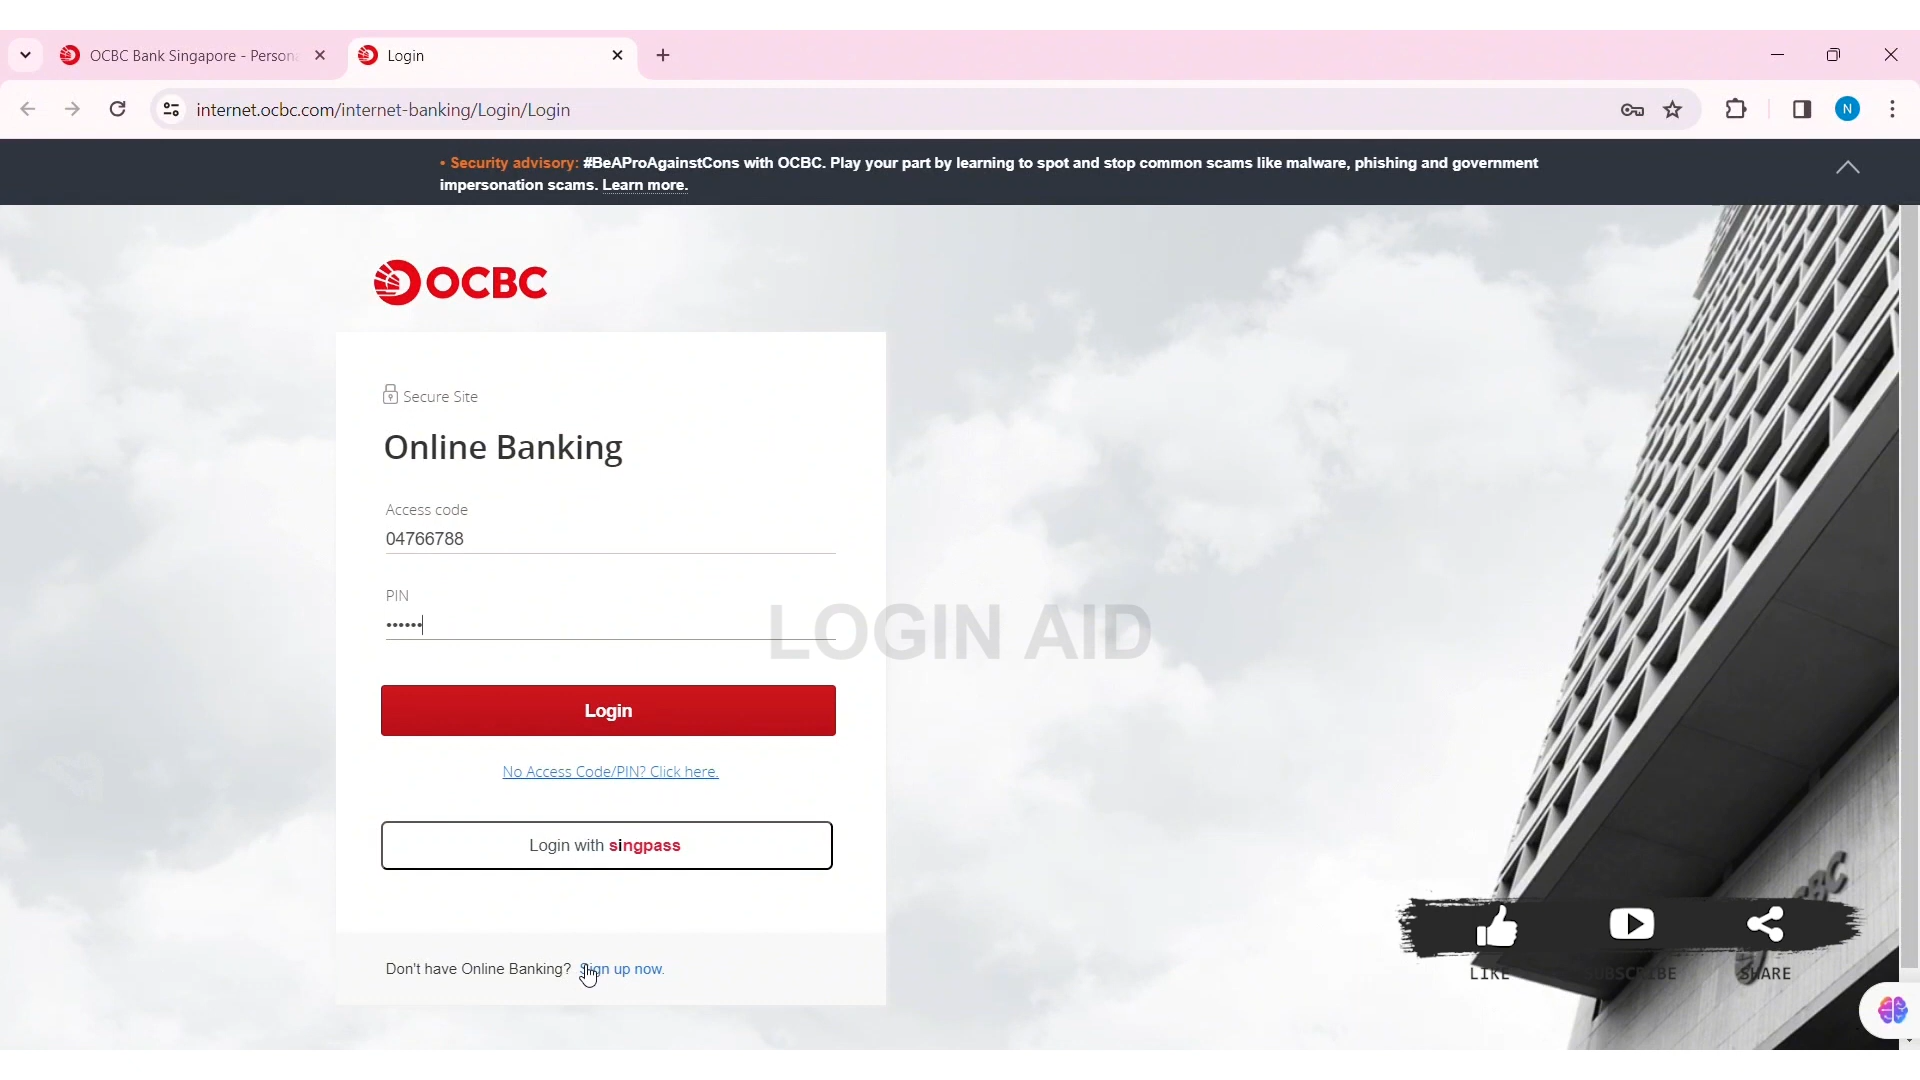 OCBC Bank Singapore - Persona
Login
internet.ocbc.com/internet-banking/Login/Login
N
• Security advisory: #BeAProAgainstCons with OCBC. Play your part by learning to spot and stop common scams like malware, phishing and government
impersonation scams. Learn more.
OCBC
Secure Site
Online Banking
Access code
04766788
PIN
••••••
LOGIN AID
Login
No Access Code/PIN? Click here.
Login with singpass
Don't have Online Banking? Sign up now.
LIKE SUBSCRIBE SHARE